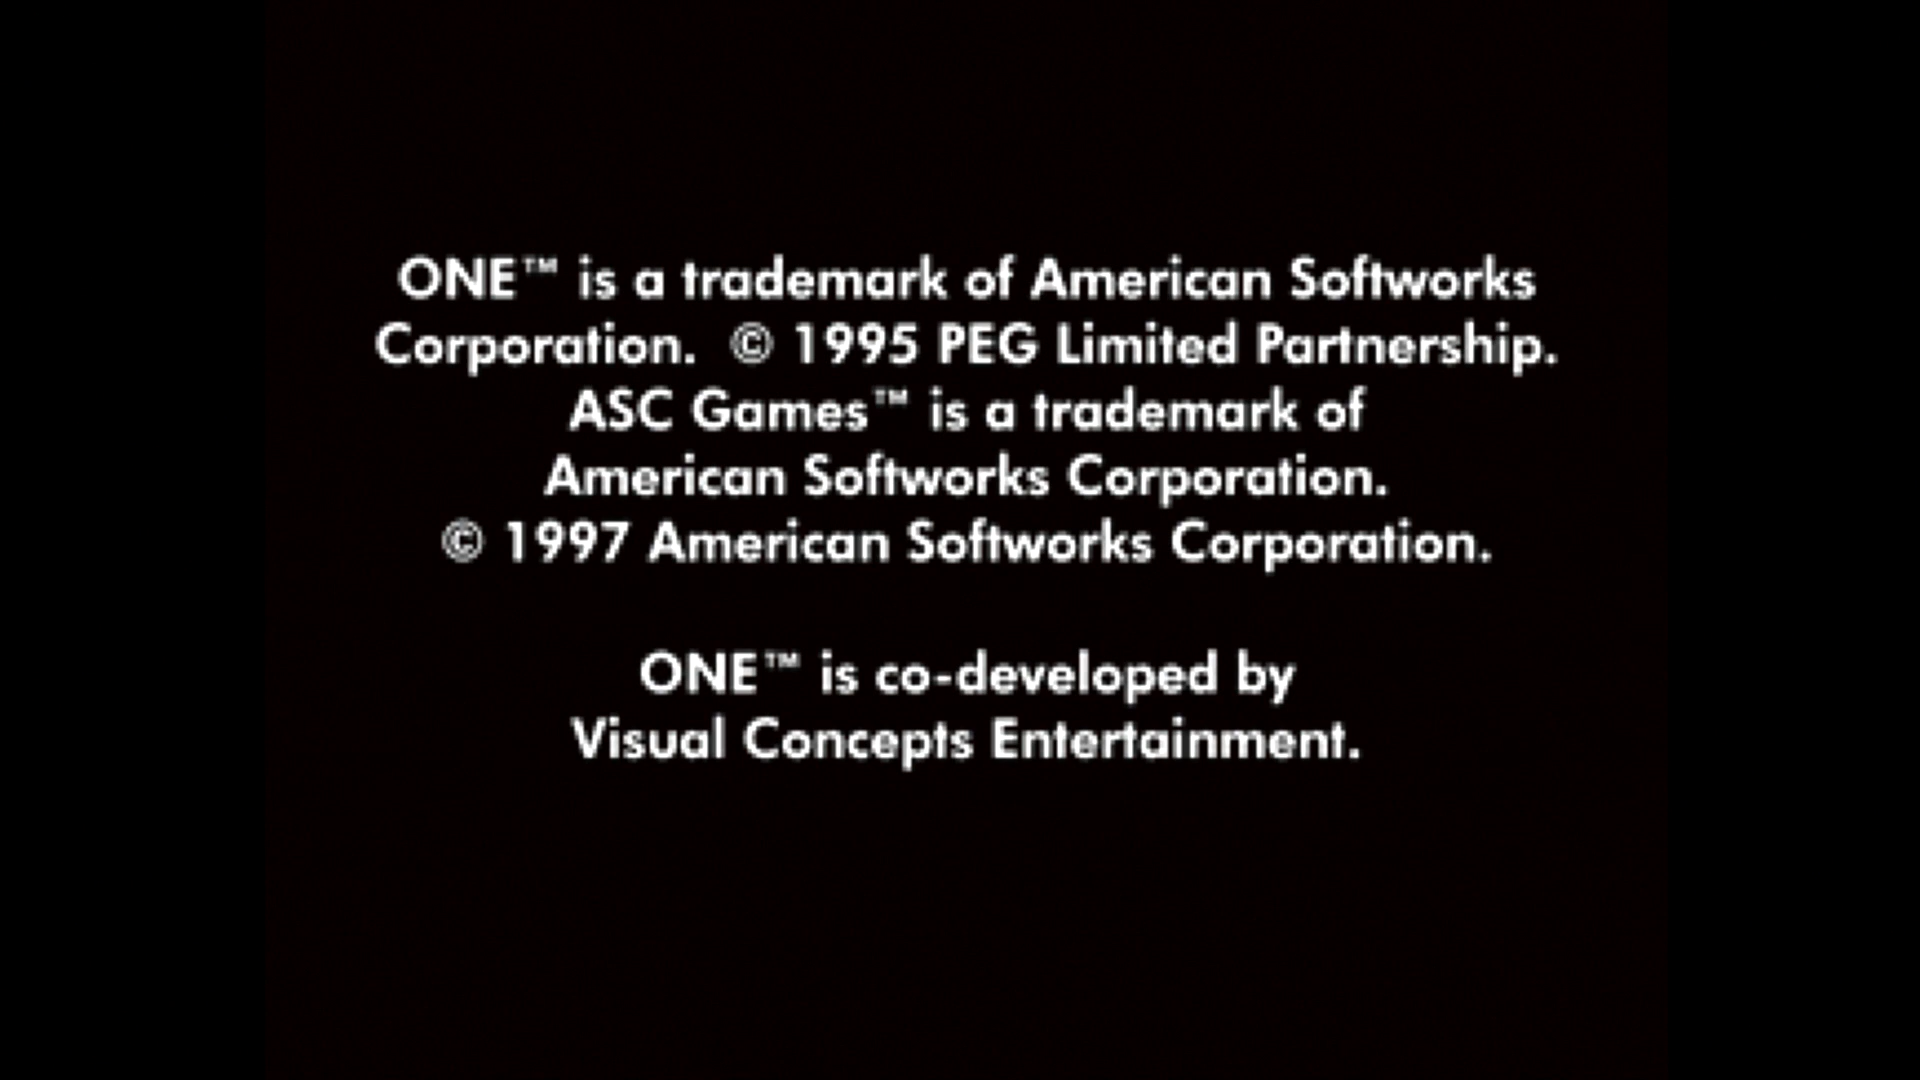 ONE™ is a trademark of American Softworks
Corporation. © 1995 PEG Limited Partnership.
ASC Games™ is a trademark of
American Softworks Corporation.
© 1997 American Softworks Corporation.
ONE™ is co-developed by
Visual Concepts Entertainment.